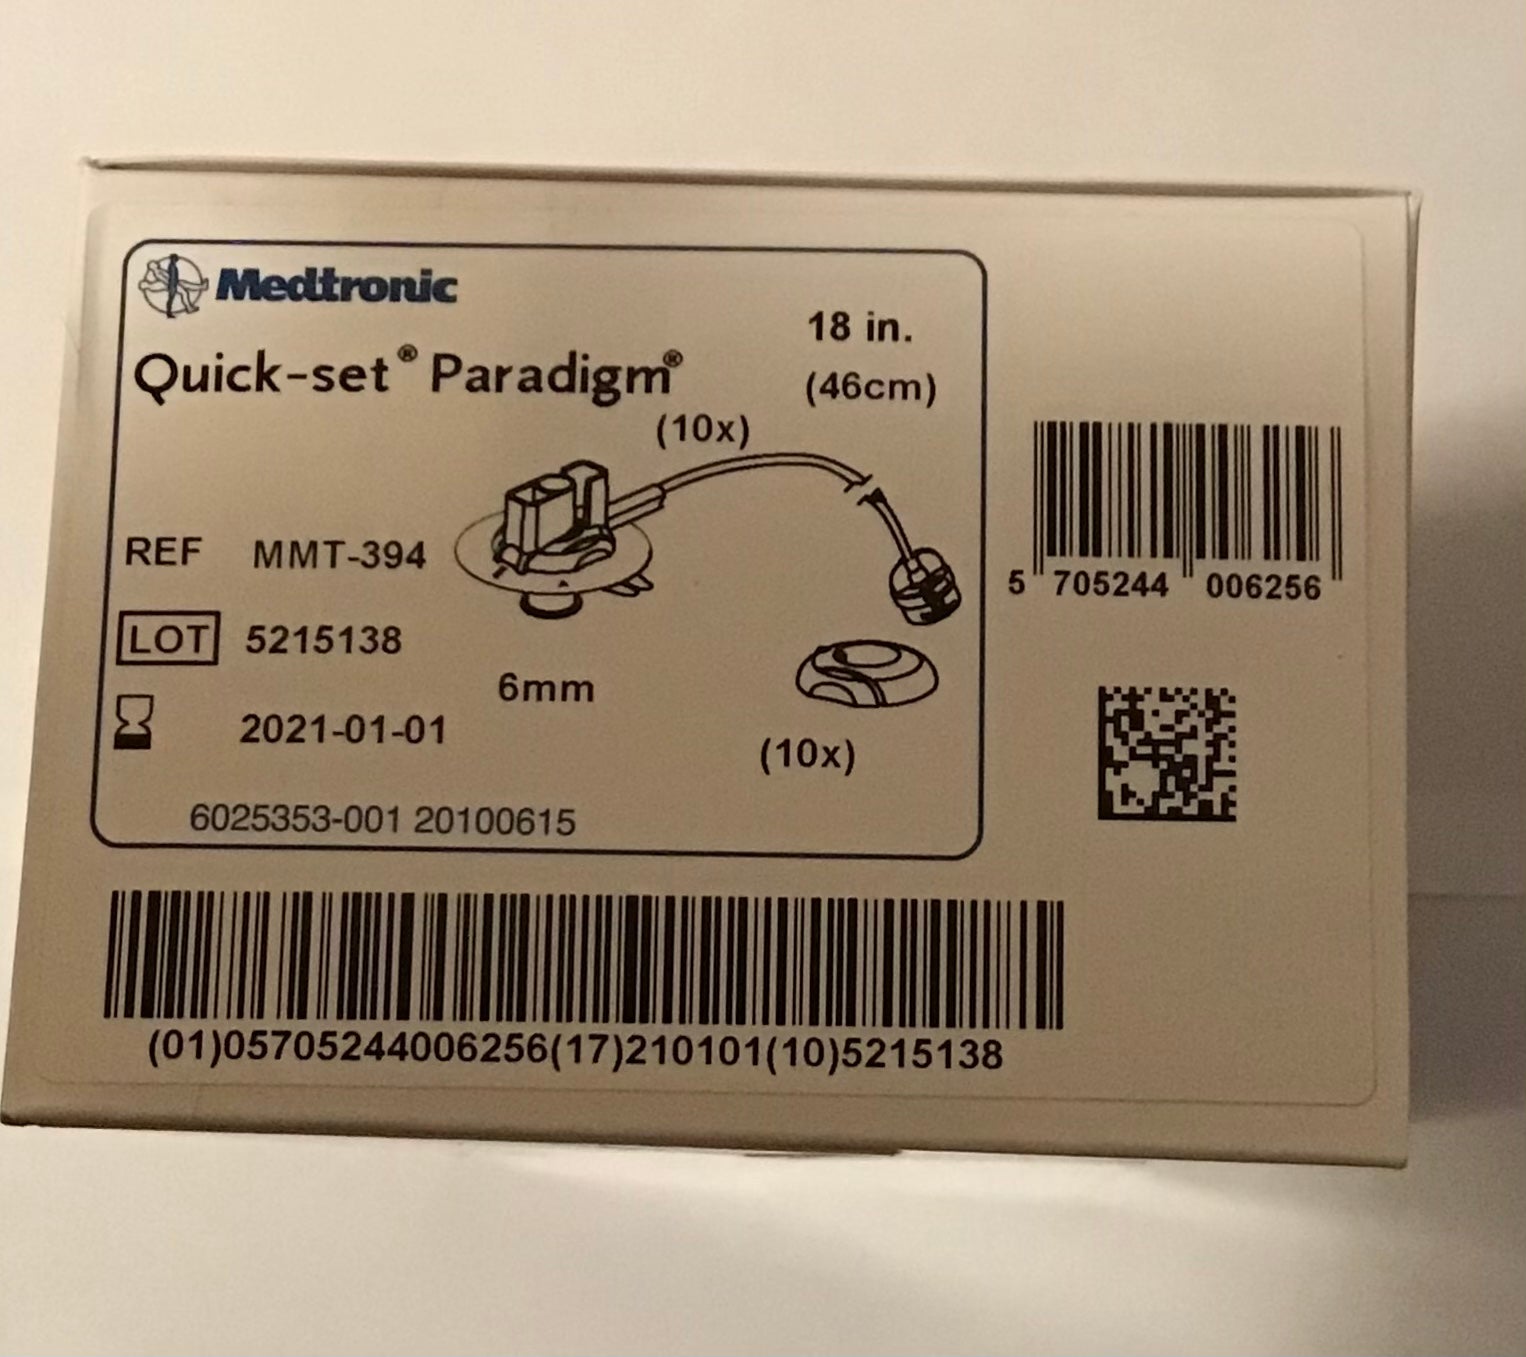 Medtronic
Quick-set® Paradigm®
18 in.
(46cm)
(10x)
REF MMT-394
LOT 5215138
6mm
2021-01-01
(10x)
6025353-001 20100615
5 705244 006256
(01)05705244006256(17)210101(10)5215138